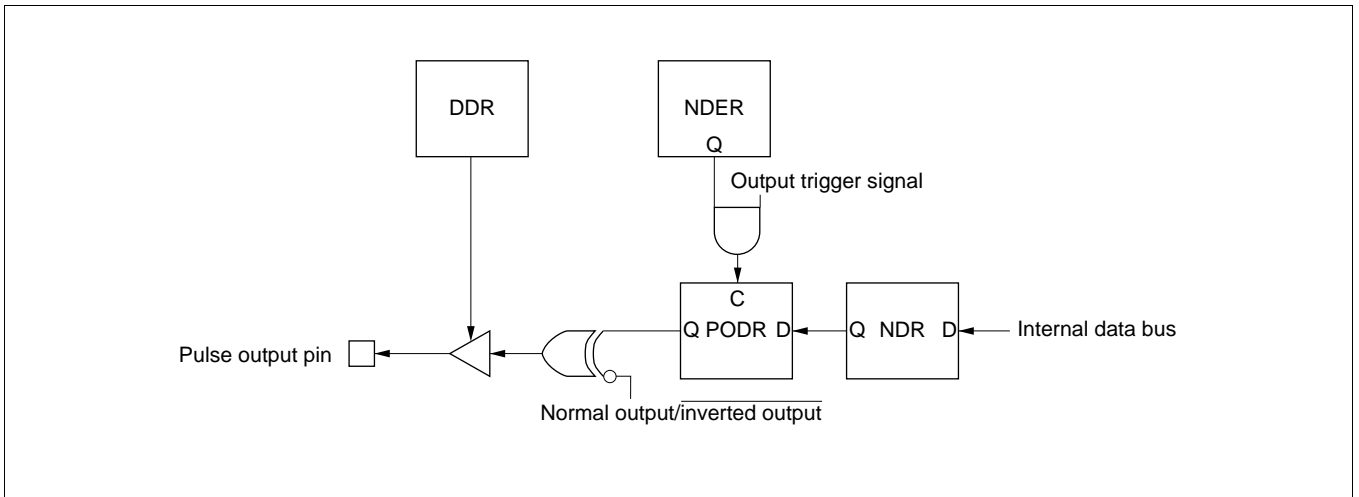 DDR
NDER
Q
Output trigger signal
C
Q PODR D
Q NDR D
Internal data bus
Pulse output pin
Normal output/inverted output